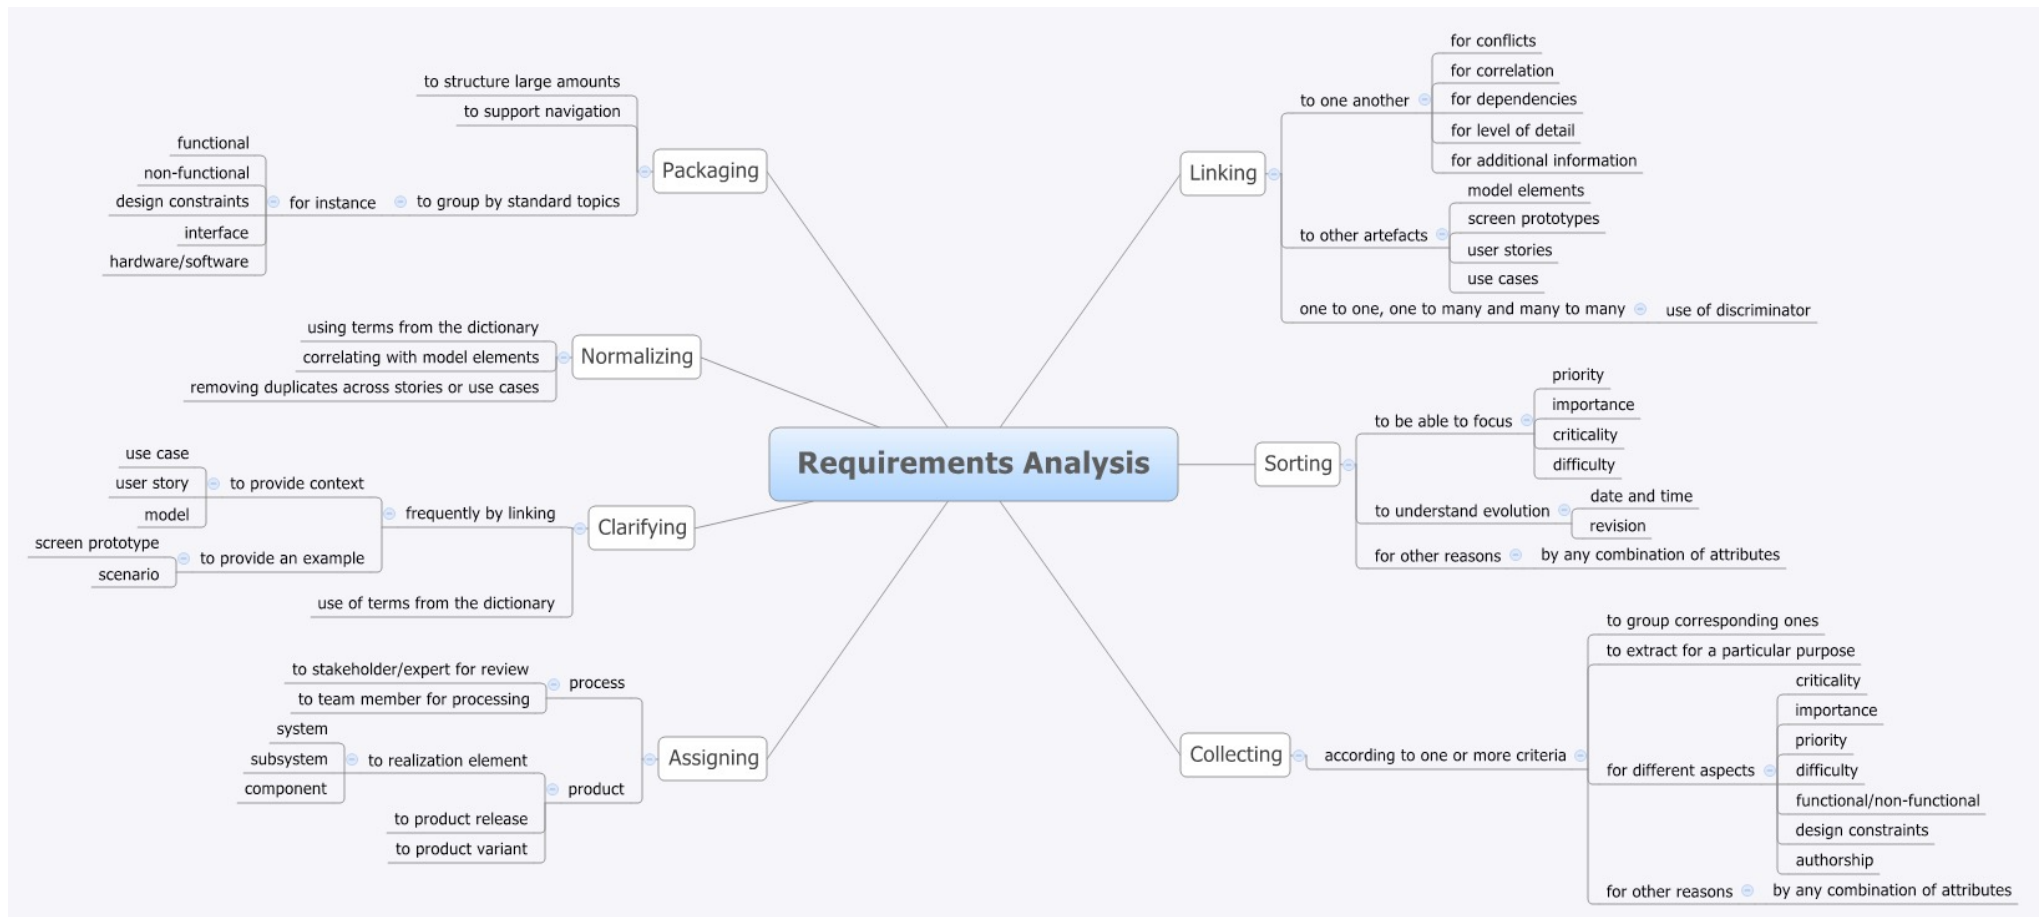 Requirements Analysis
Packaging
to structure large amounts
to support navigation
to group by standard topics
for instance
functional
non-functional
design constraints
interface
hardware/software
Normalizing
using terms from the dictionary
correlating with model elements
removing duplicates across stories or use cases
Clarifying
frequently by linking
to provide context
use case
user story
model
to provide an example
screen prototype
scenario
use of terms from the dictionary
Assigning
process
to stakeholder/expert for review
to team member for processing
product
to realization element
system
subsystem
component
to product release
to product variant
Linking
to one another
for conflicts
for correlation
for dependencies
for level of detail
for additional information
to other artefacts
model elements
screen prototypes
user stories
use cases
one to one, one to many and many to many
use of discriminator
Sorting
to be able to focus
priority
importance
criticality
difficulty
to understand evolution
date and time
revision
for other reasons
by any combination of attributes
Collecting
according to one or more criteria
to group corresponding ones
to extract for a particular purpose
for different aspects
criticality
importance
priority
difficulty
functional/non-functional
design constraints
authorship
for other reasons
by any combination of attributes